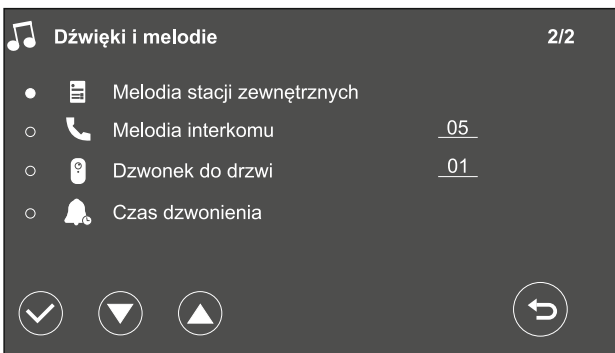 Dźwięki i melodie 2/2
Melodia stacji zewnętrznych
Melodia interkomu 05
Dzwonek do drzwi 01
Czas dzwonienia